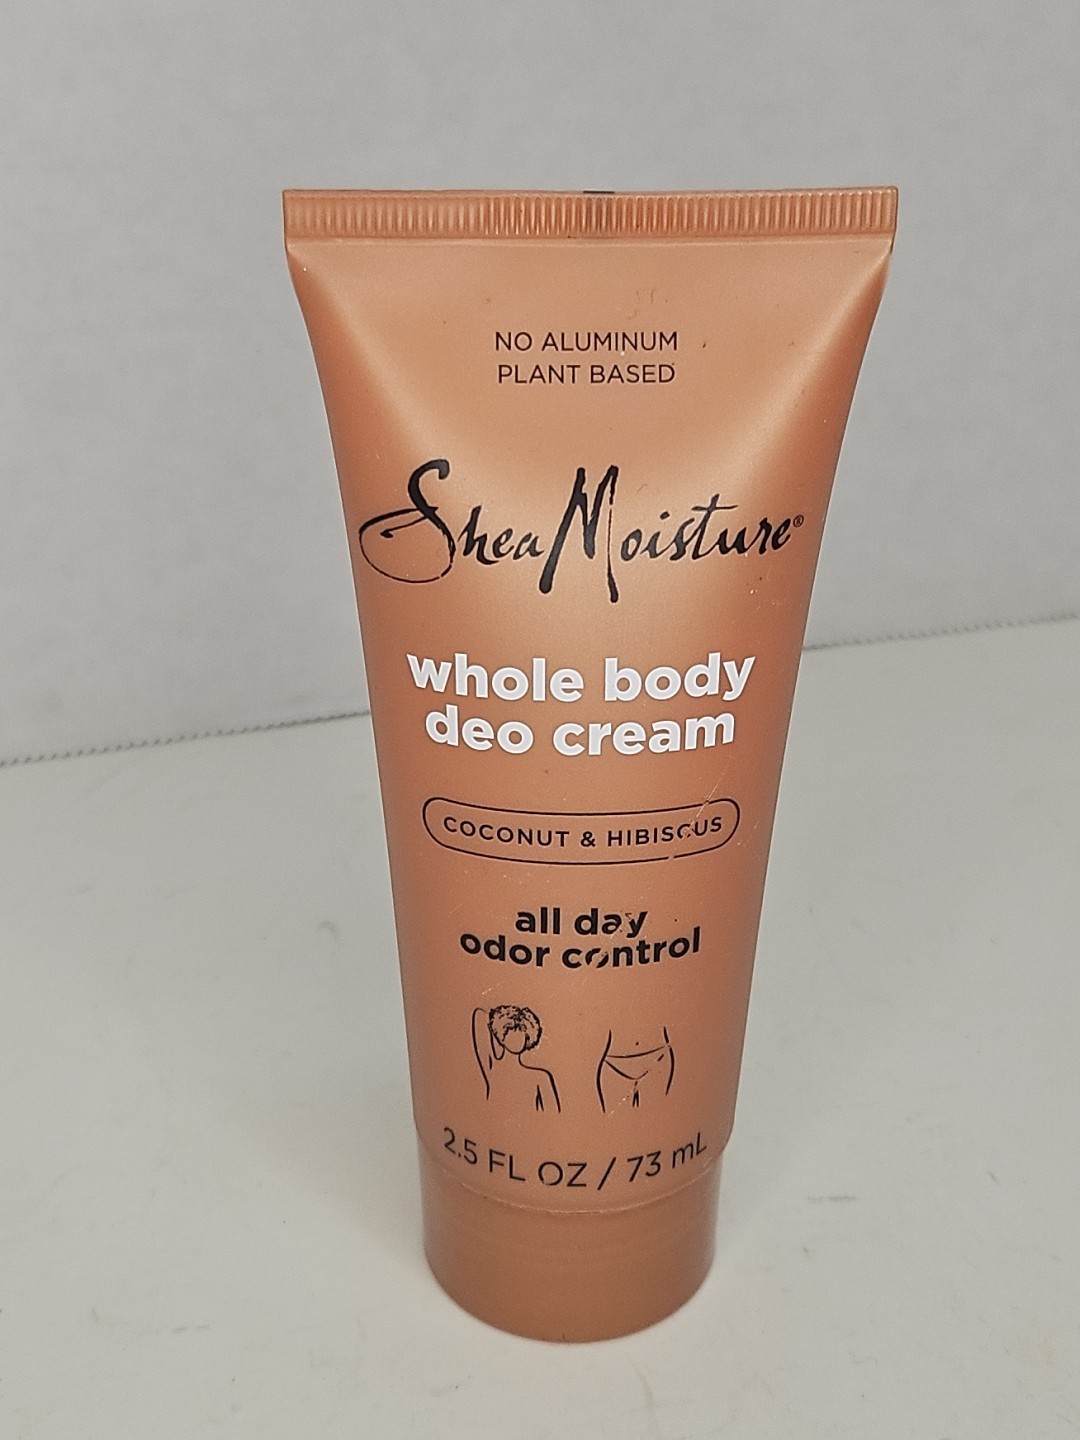 NO ALUMINUM
PLANT BASED
SheaMoisture®
whole body
deo cream
COCONUT & HIBISCUS
all day
odor control
2.5 FL OZ / 73 mL